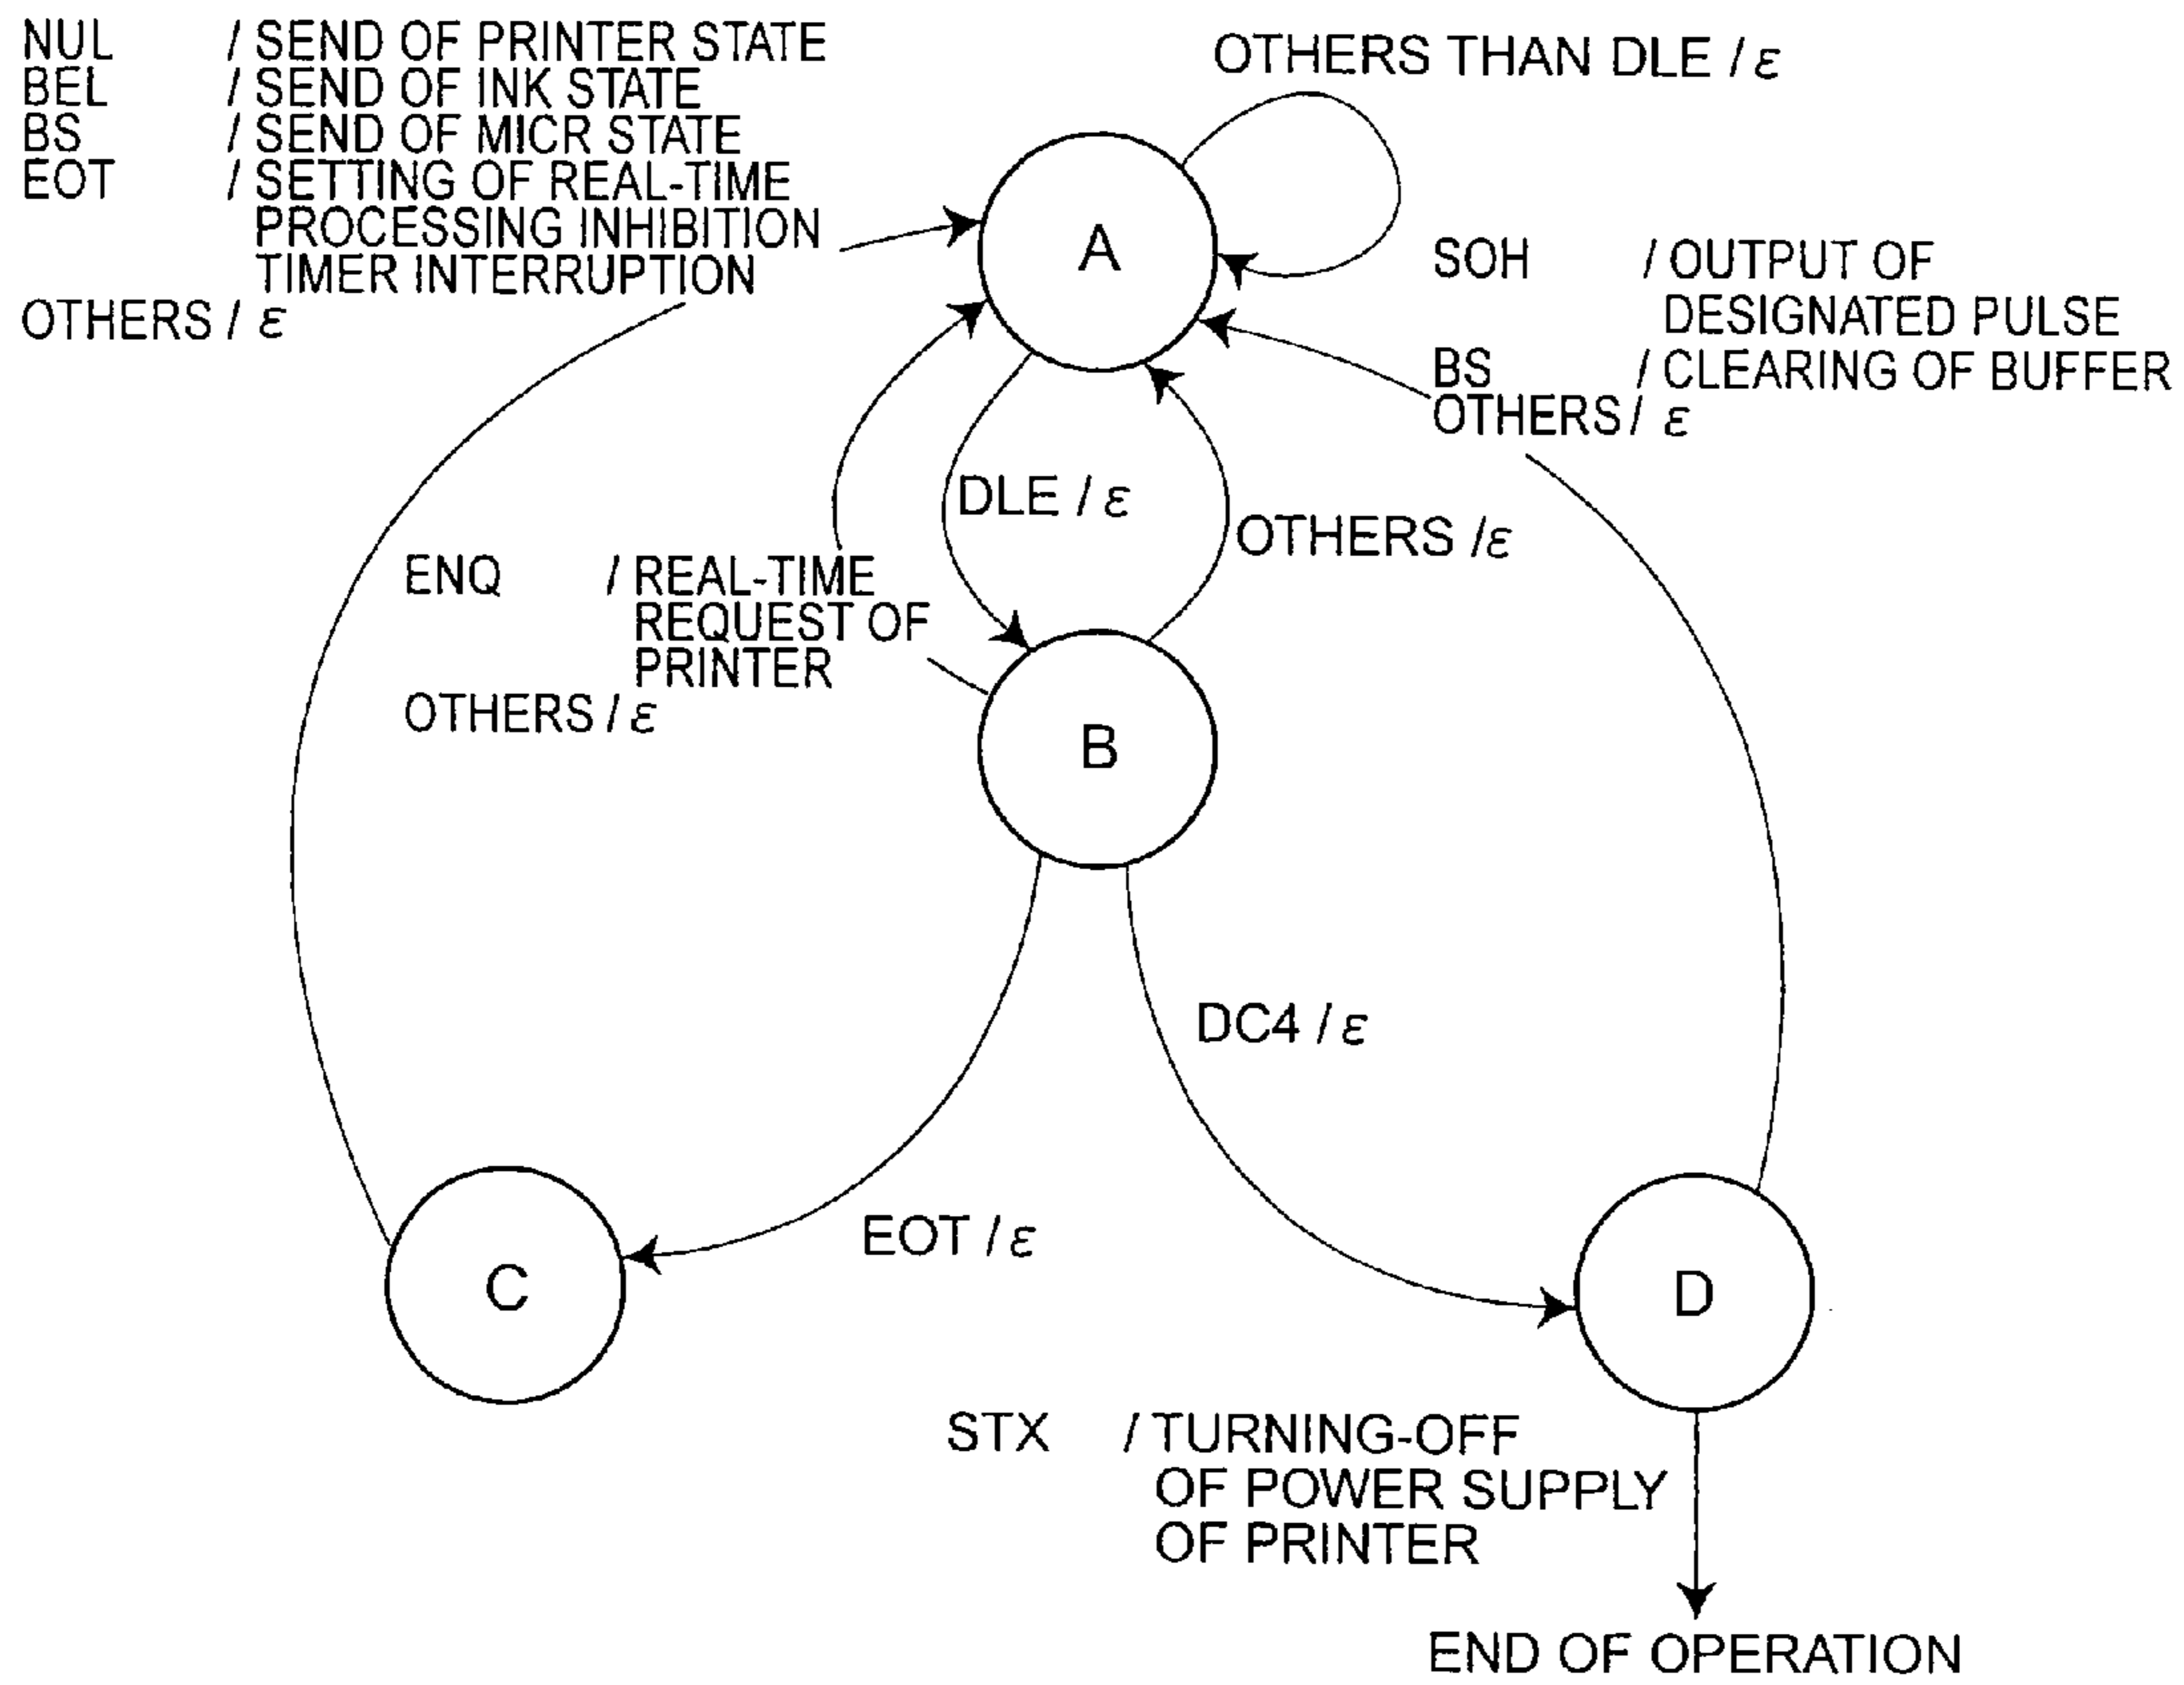 NUL / SEND OF PRINTER STATE
BEL / SEND OF INK STATE
BS / SEND OF MICR STATE
EOT / SETTING OF REAL-TIME
PROCESSING INHIBITION
TIMER INTERRUPTION
OTHERS / ε
OTHERS THAN DLE / ε
A
SOH / OUTPUT OF
DESIGNATED PULSE
BS / CLEARING OF BUFFER
OTHERS / ε
DLE / ε
OTHERS / ε
ENQ / REAL-TIME
REQUEST OF
PRINTER
OTHERS / ε
B
DC4 / ε
EOT / ε
C
D
STX / TURNING-OFF
OF POWER SUPPLY
OF PRINTER
END OF OPERATION